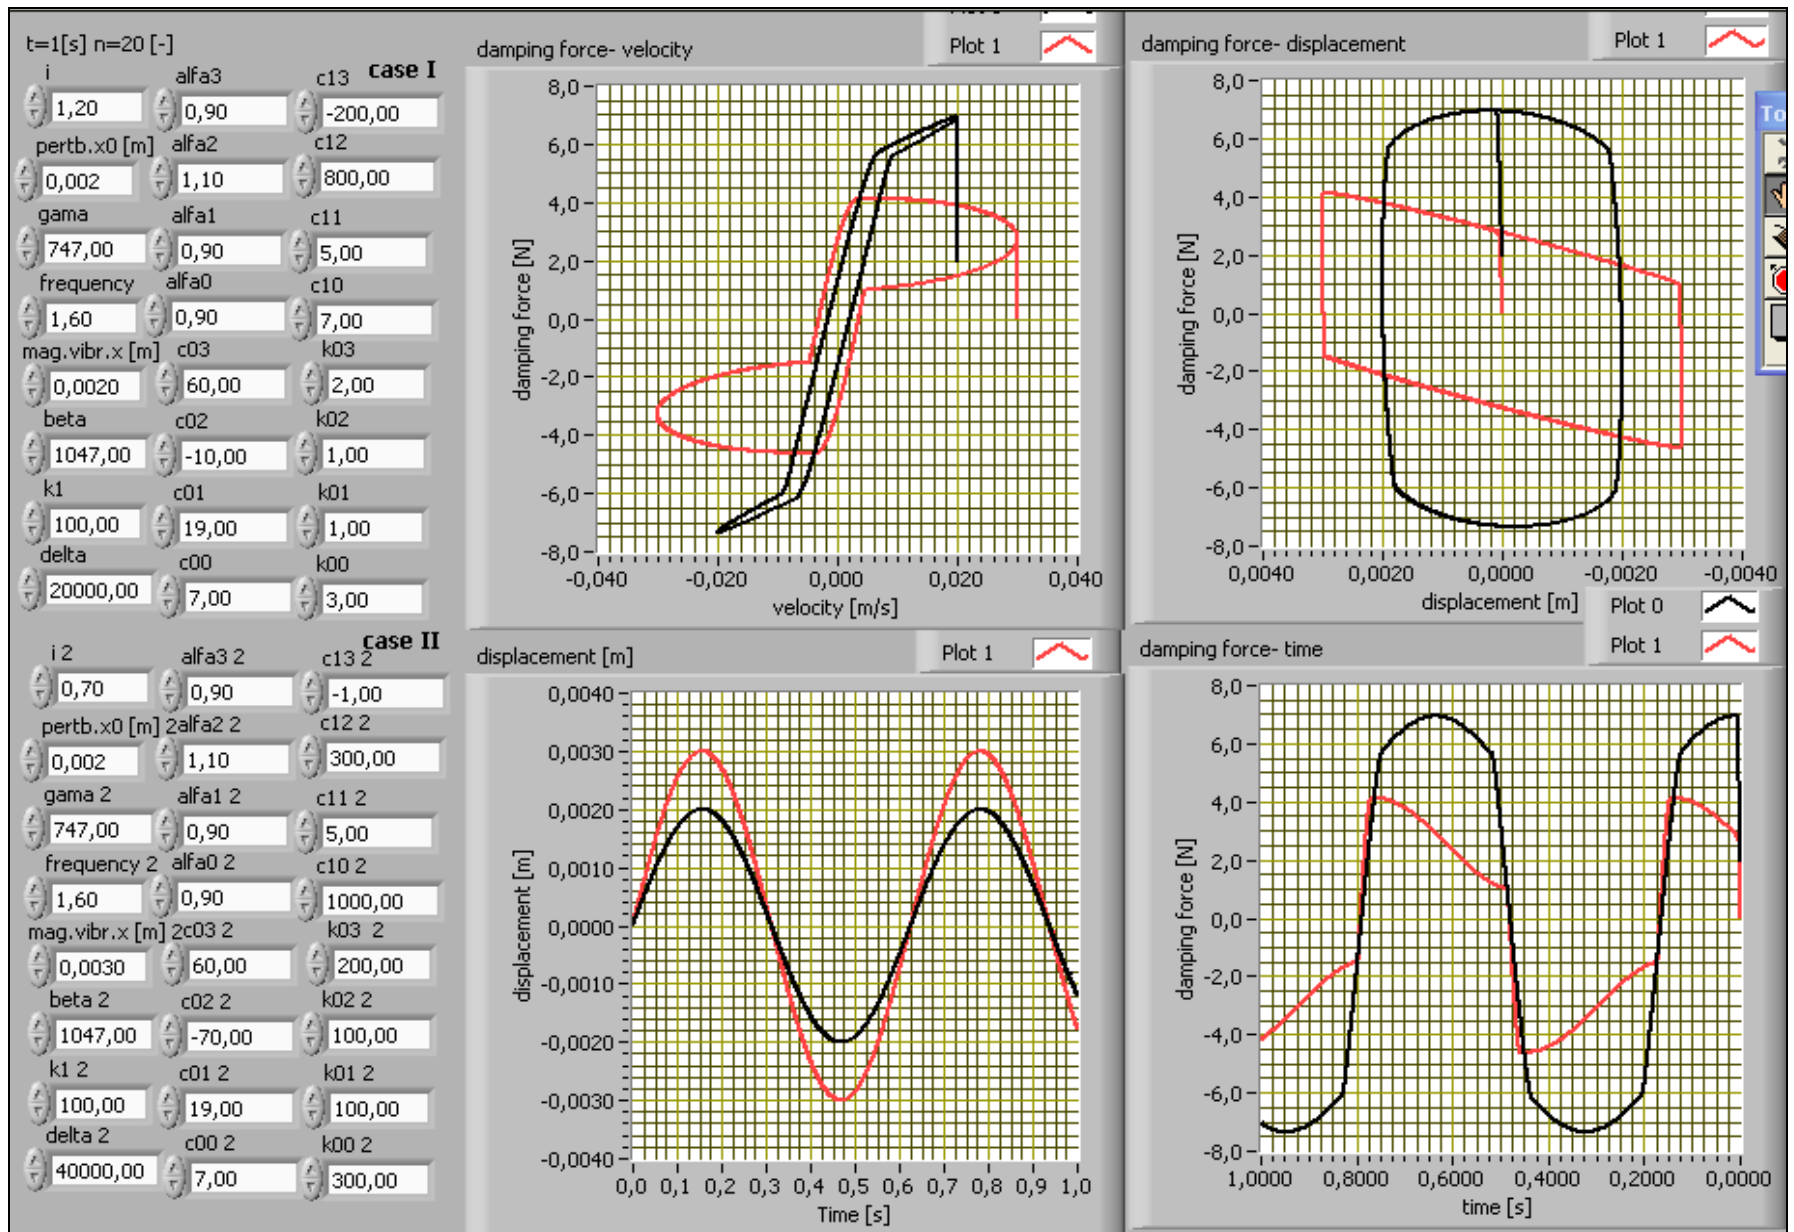 t=1[s] n=20 [-]
case I
i
alfa3
c13
1,20
0,90
-200,00
pertb.x0 [m]
alfa2
c12
0,002
1,10
800,00
gama
alfa1
c11
747,00
0,90
5,00
frequency
alfa0
c10
1,60
0,90
7,00
mag.vibr.x [m]
c03
k03
0,0020
60,00
2,00
beta
c02
k02
1047,00
-10,00
1,00
k1
c01
k01
100,00
19,00
1,00
delta
c00
k00
20000,00
7,00
3,00
case II
i 2
alfa3 2
c13 2
0,70
0,90
-1,00
pertb.x0 [m] 2
alfa2 2
c12 2
0,002
1,10
300,00
gama 2
alfa1 2
c11 2
747,00
0,90
5,00
frequency 2
alfa0 2
c10 2
1,60
0,90
1000,00
mag.vibr.x [m] 2
c03 2
k03 2
0,0030
60,00
200,00
beta 2
c02 2
k02 2
1047,00
-70,00
100,00
k1 2
c01 2
k01 2
100,00
19,00
100,00
delta 2
c00 2
k00 2
40000,00
7,00
300,00
damping force- velocity
Plot 1
8,0
6,0
4,0
2,0
0,0
-2,0
-4,0
-6,0
-8,0
damping force [N]
-0,040 -0,020 0,000 0,020 0,040
velocity [m/s]
damping force- displacement
Plot 1
8,0
6,0
4,0
2,0
0,0
-2,0
-4,0
-6,0
-8,0
damping force [N]
0,0040 0,0020 0,0000 -0,0020 -0,0040
displacement [m]
To
displacement [m]
Plot 1
0,0040
0,0030
0,0020
0,0010
0,0000
-0,0010
-0,0020
-0,0030
-0,0040
displacement [m]
0,0 0,1 0,2 0,3 0,4 0,5 0,6 0,7 0,8 0,9 1,0
Time [s]
damping force- time
Plot 0
Plot 1
8,0
6,0
4,0
2,0
0,0
-2,0
-4,0
-6,0
-8,0
damping force [N]
1,0000 0,8000 0,6000 0,4000 0,2000 0,0000
time [s]